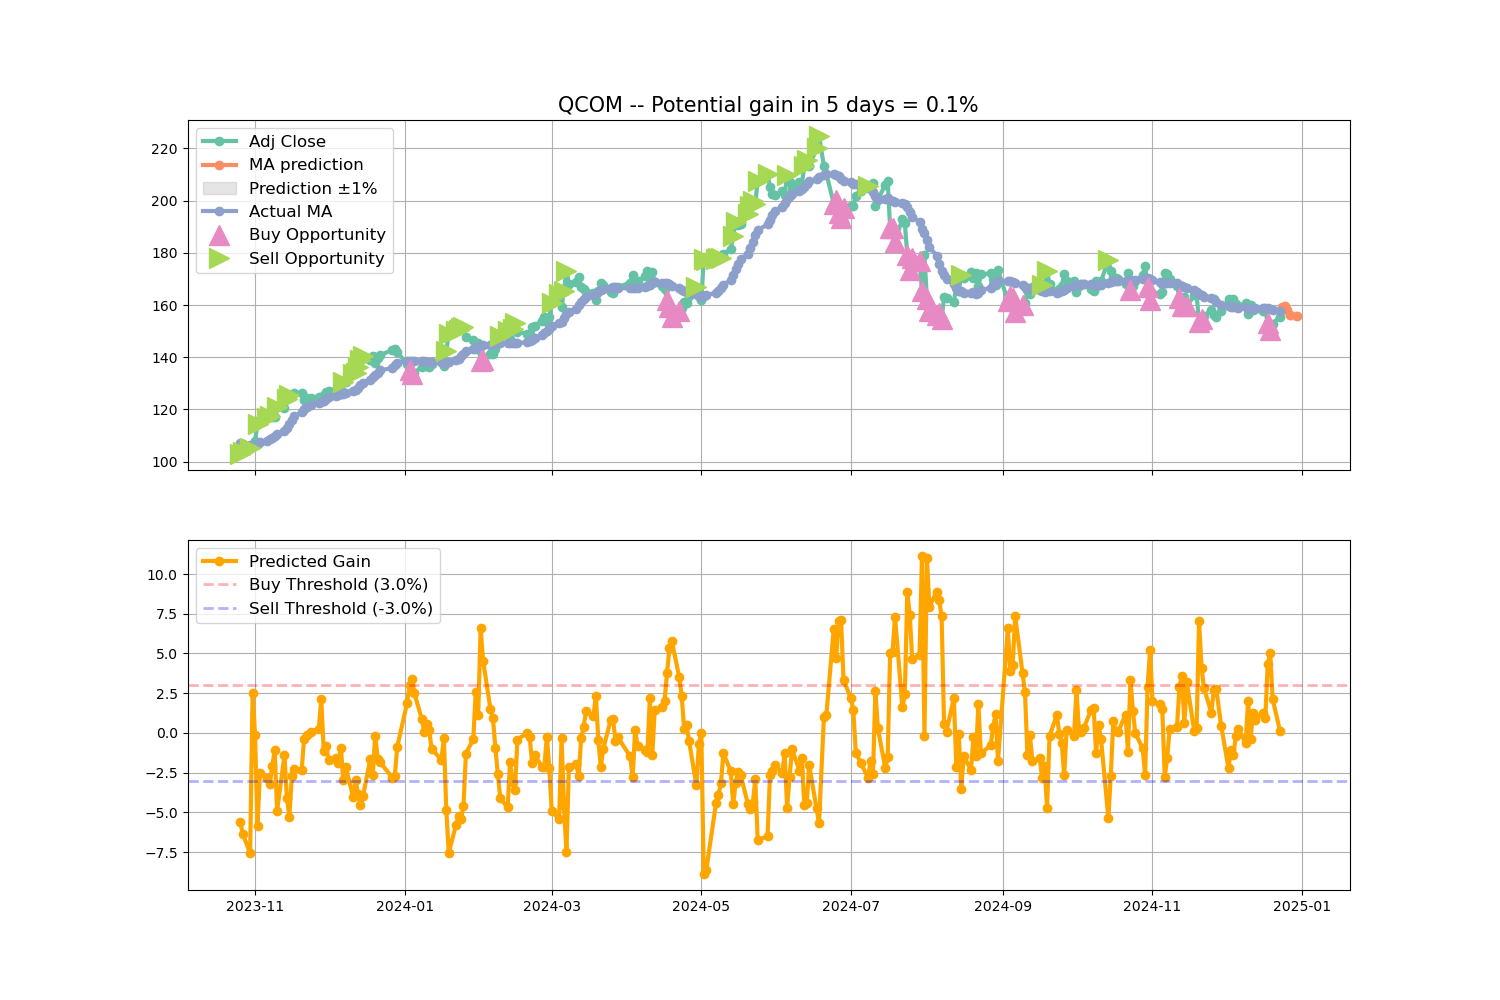 QCOM -- Potential gain in 5 days = 0.1%
Adj Close
MA prediction
Prediction ±1%
Actual MA
Buy Opportunity
Sell Opportunity
220
200
180
160
140
120
100
Predicted Gain
Buy Threshold (3.0%)
Sell Threshold (-3.0%)
10.0
7.5
5.0
2.5
0.0
−2.5
−5.0
−7.5
2023-11 2024-01 2024-03 2024-05 2024-07 2024-09 2024-11 2025-01